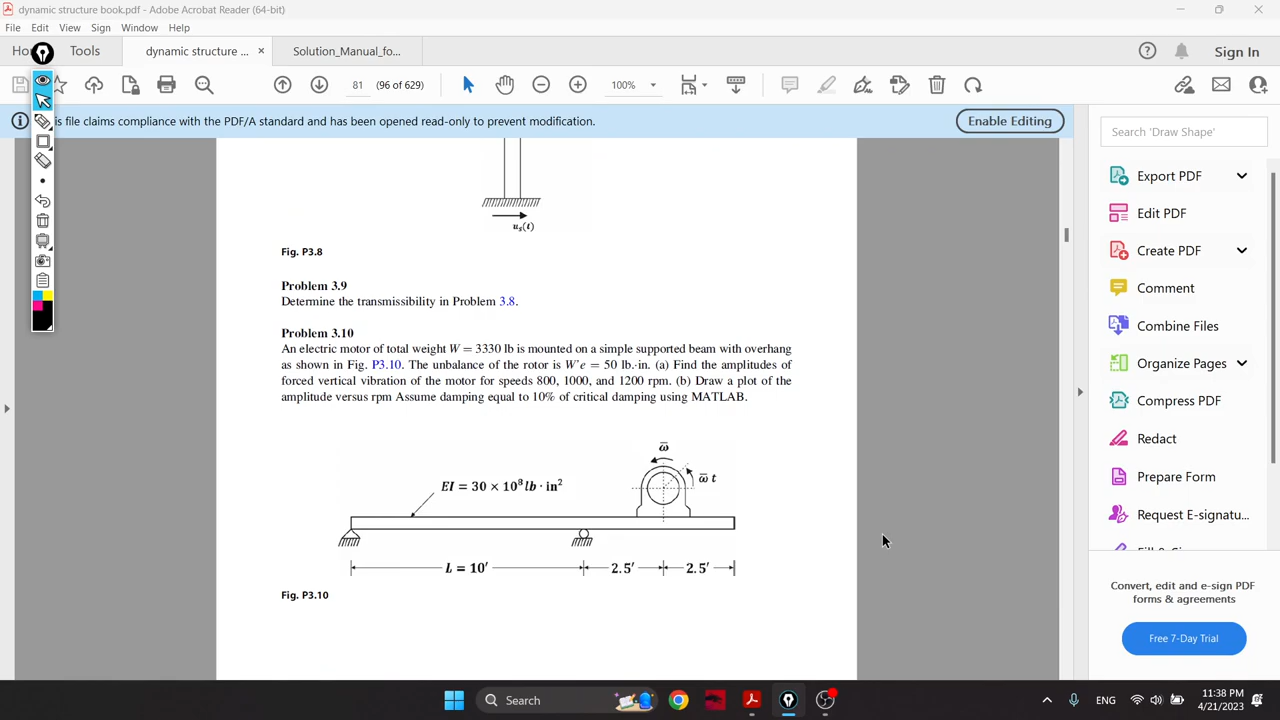 dynamic structure book.pdf - Adobe Acrobat Reader (64-bit)
File Edit View Sign Window Help
Ho Tools dynamic structure ... × Solution_Manual_fo... Sign In
81 (96 of 629) 100%
is file claims compliance with the PDF/A standard and has been opened read-only to prevent modification. Enable Editing
Search 'Draw Shape'
Export PDF
Edit PDF
Create PDF
Comment
Combine Files
Organize Pages
Compress PDF
Redact
Prepare Form
Request E-signatu...
Fill & Sign
Convert, edit and e-sign PDF
forms & agreements
Free 7-Day Trial
uₛ(t)
Fig. P3.8
Problem 3.9
Determine the transmissibility in Problem 3.8.
Problem 3.10
An electric motor of total weight W = 3330 lb is mounted on a simple supported beam with overhang
as shown in Fig. P3.10. The unbalance of the rotor is W'e = 50 lb.·in. (a) Find the amplitudes of
forced vertical vibration of the motor for speeds 800, 1000, and 1200 rpm. (b) Draw a plot of the
amplitude versus rpm Assume damping equal to 10% of critical damping using MATLAB.
ω̅
ω̅ t
EI = 30 × 10⁸ lb · in²
L = 10' 2.5' 2.5'
Fig. P3.10
Search
ENG
11:38 PM
4/21/2023